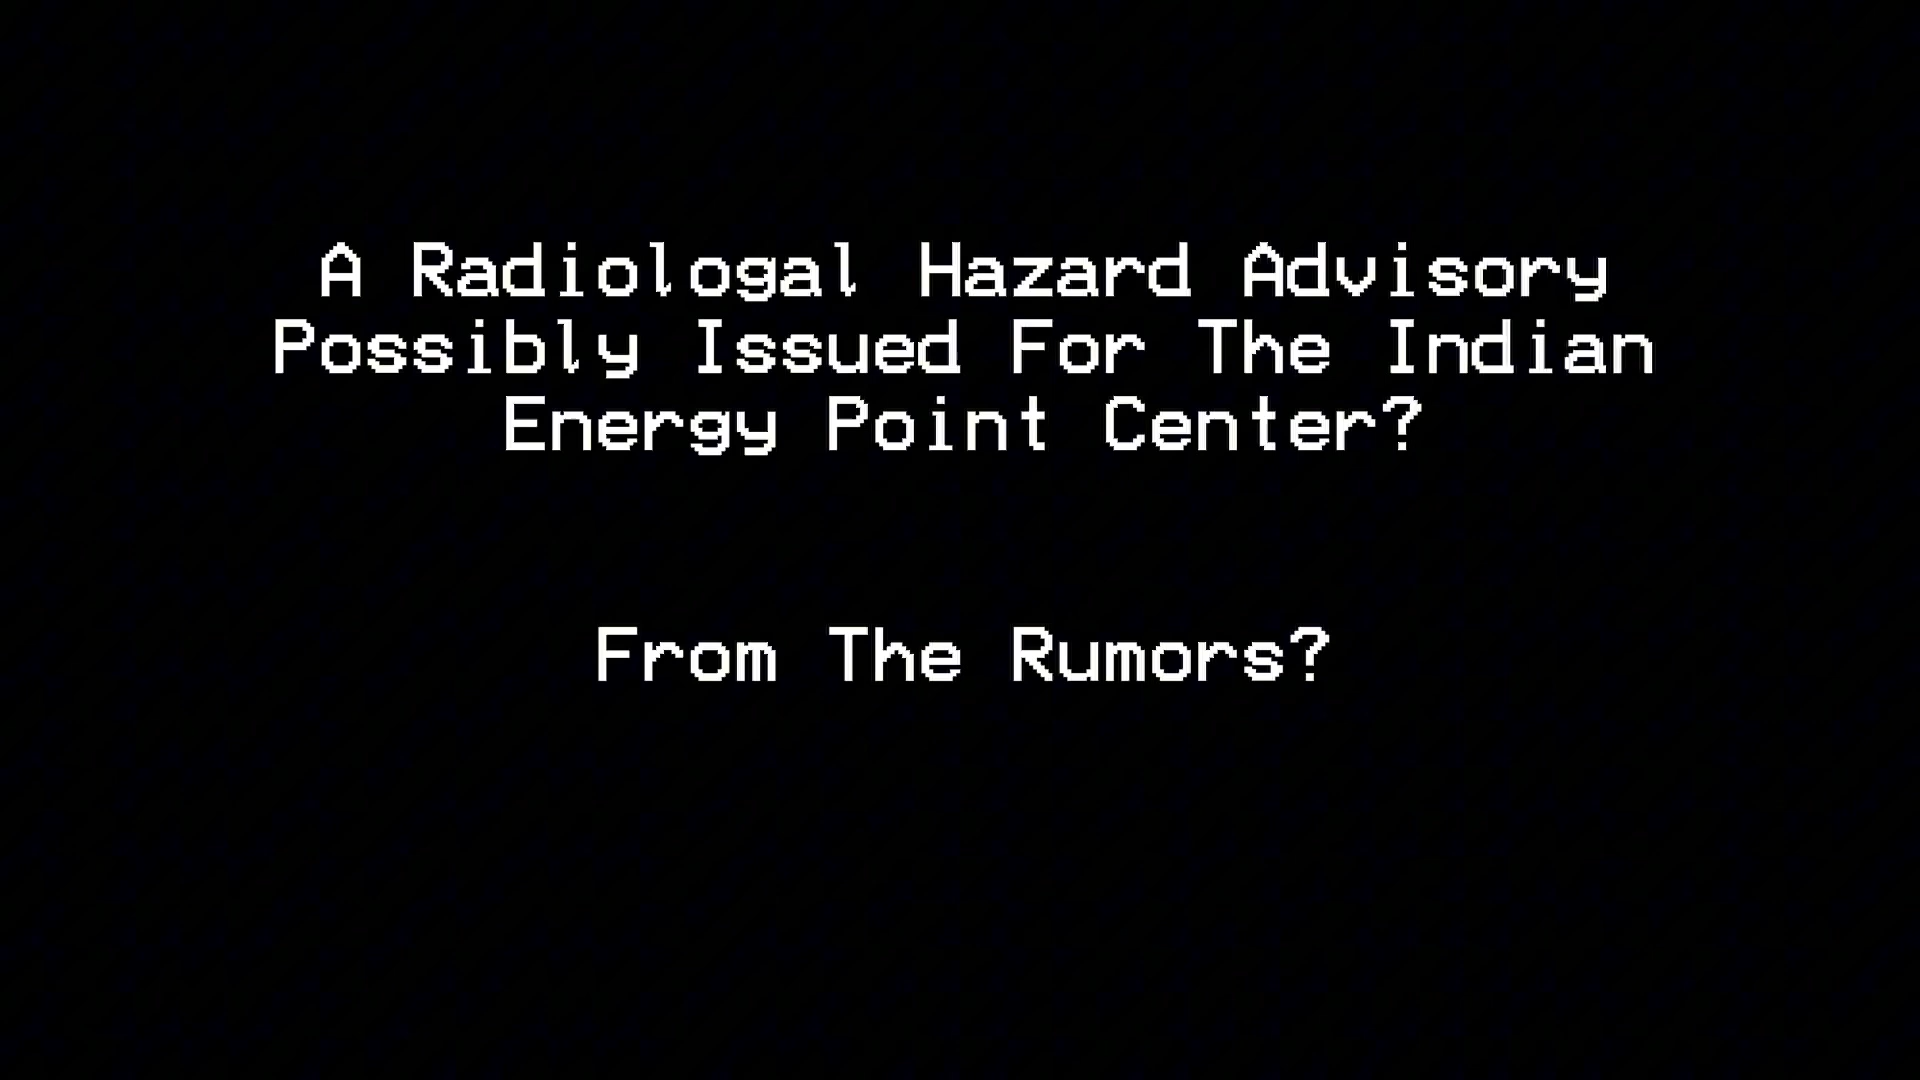 A Radiologal Hazard Advisory
Possibly Issued For The Indian
Energy Point Center?
From The Rumors?